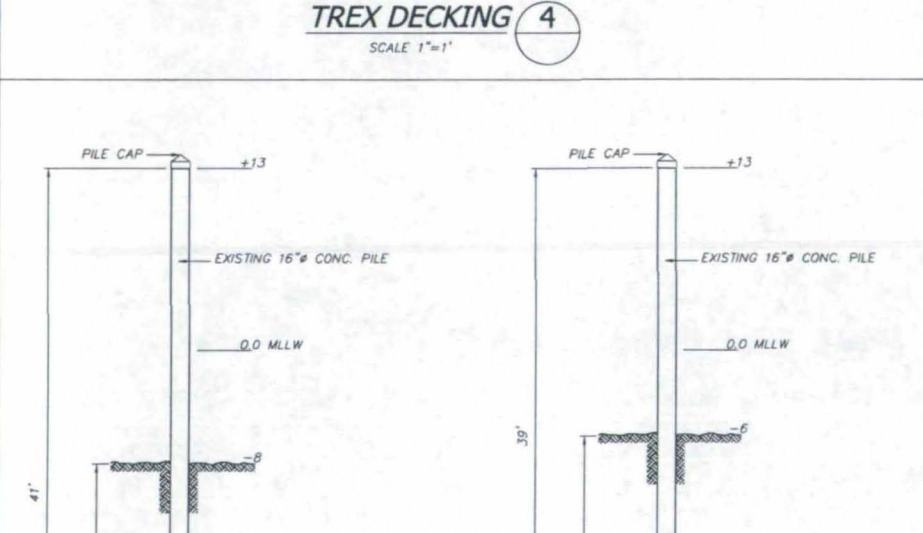 TREX DECKING 4
SCALE 1"=1'
PILE CAP +13
EXISTING 16"ø CONC. PILE
0.0 MLLW
-8
41'
PILE CAP +13
EXISTING 16"ø CONC. PILE
0.0 MLLW
-6
39'